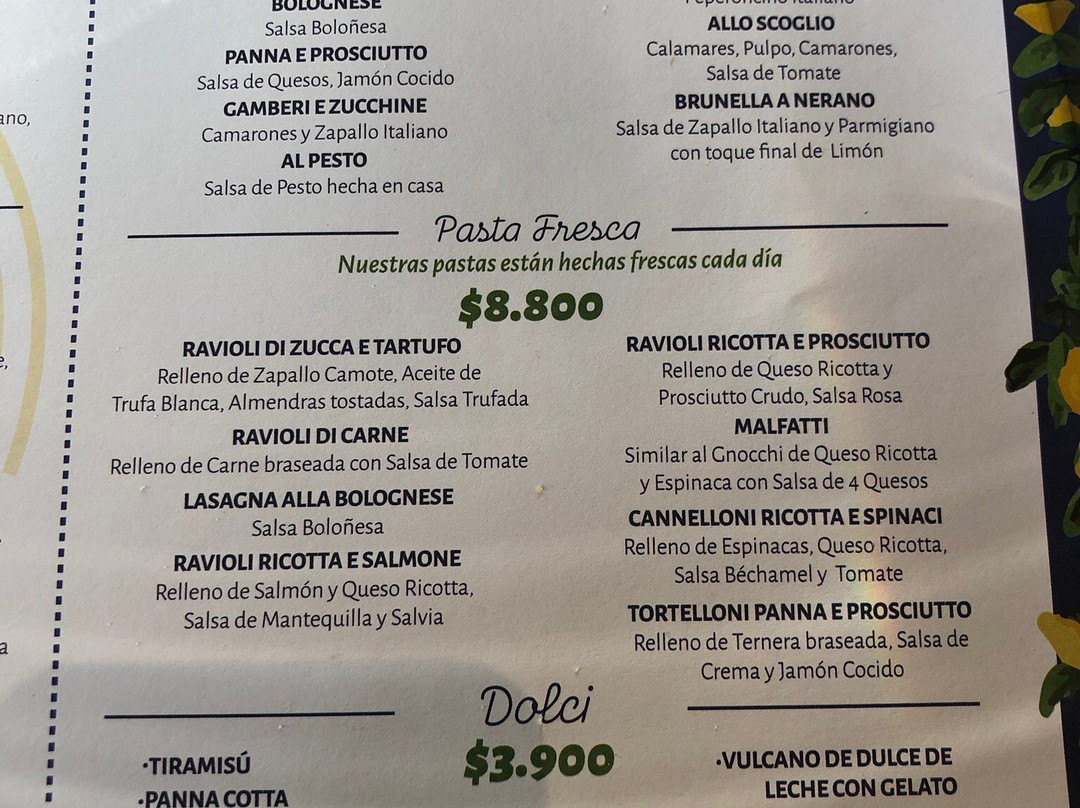 BOLOGNESE
Salsa Boloñesa
PANNA E PROSCIUTTO
Salsa de Quesos, Jamón Cocido
GAMBERI E ZUCCHINE
Camarones y Zapallo Italiano
AL PESTO
Salsa de Pesto hecha en casa
Peperoncino Italiano
ALLO SCOGLIO
Calamares, Pulpo, Camarones,
Salsa de Tomate
BRUNELLA A NERANO
Salsa de Zapallo Italiano y Parmigiano
con toque final de Limón
Pasta Fresca
Nuestras pastas están hechas frescas cada día
$8.800
RAVIOLI DI ZUCCA E TARTUFO
Relleno de Zapallo Camote, Aceite de
Trufa Blanca, Almendras tostadas, Salsa Trufada
RAVIOLI DI CARNE
Relleno de Carne braseada con Salsa de Tomate
LASAGNA ALLA BOLOGNESE
Salsa Boloñesa
RAVIOLI RICOTTA E SALMONE
Relleno de Salmón y Queso Ricotta,
Salsa de Mantequilla y Salvia
RAVIOLI RICOTTA E PROSCIUTTO
Relleno de Queso Ricotta y
Prosciutto Crudo, Salsa Rosa
MALFATTI
Similar al Gnocchi de Queso Ricotta
y Espinaca con Salsa de 4 Quesos
CANNELLONI RICOTTA E SPINACI
Relleno de Espinacas, Queso Ricotta,
Salsa Béchamel y Tomate
TORTELLONI PANNA E PROSCIUTTO
Relleno de Ternera braseada, Salsa de
Crema y Jamón Cocido
Dolci
$3.900
·TIRAMISÚ
·PANNA COTTA
·VULCANO DE DULCE DE
LECHE CON GELATO